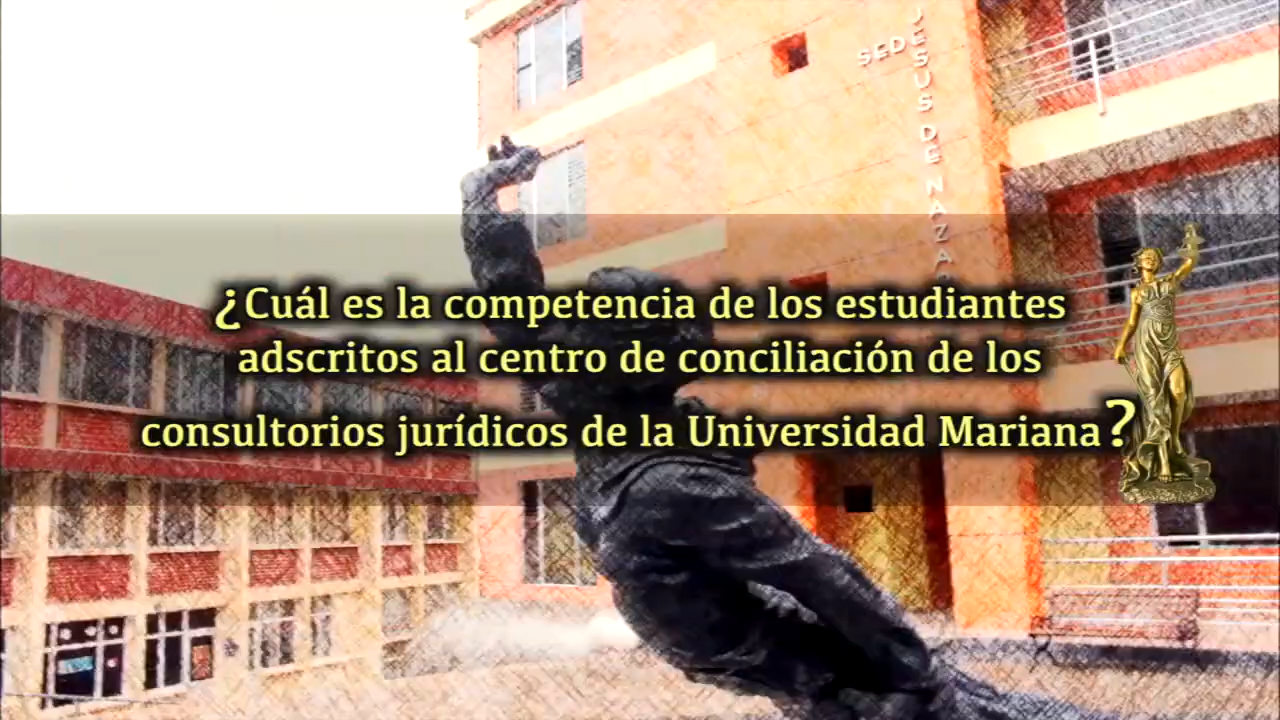 SED
JESUS DE NAZA
¿Cuál es la competencia de los estudiantes
adscritos al centro de conciliación de los
consultorios jurídicos de la Universidad Mariana?